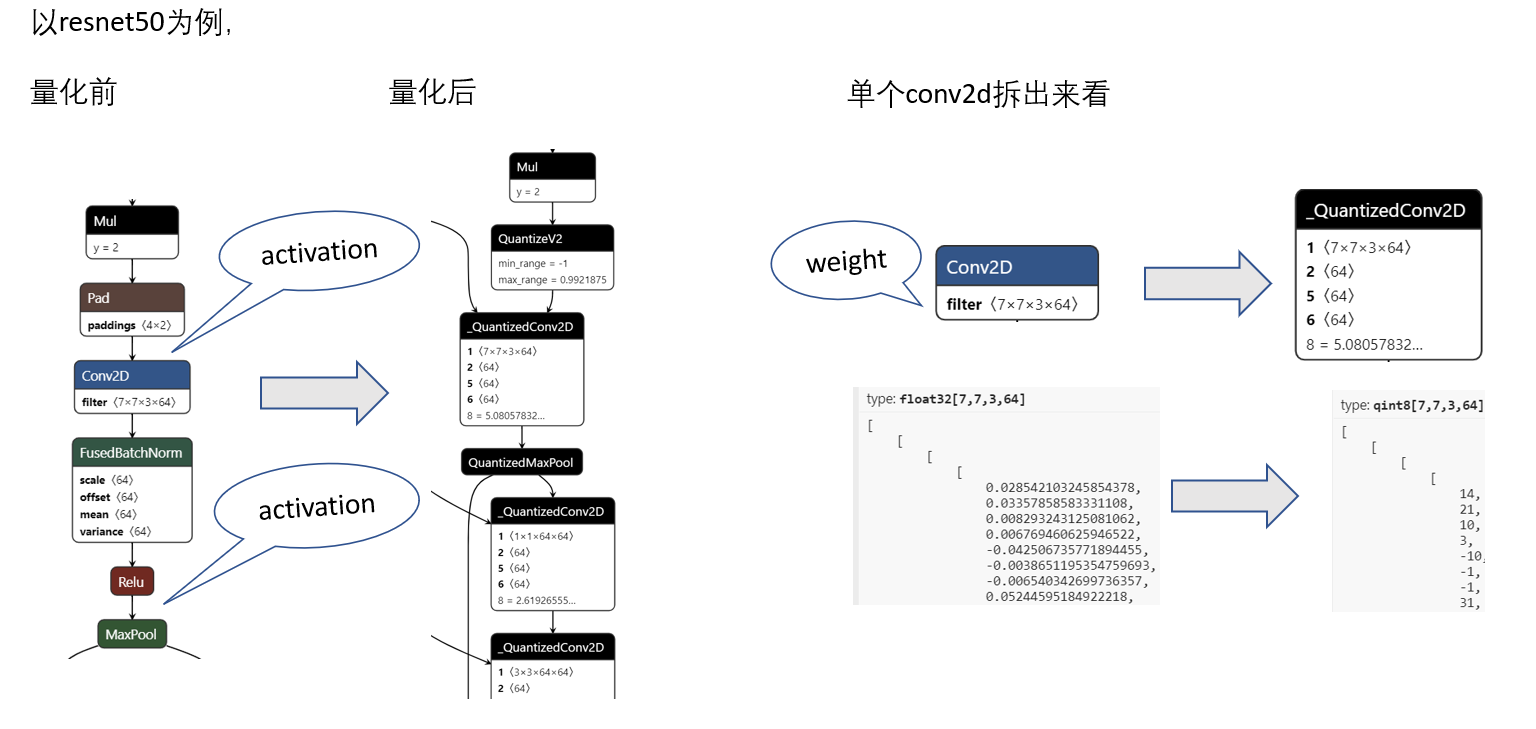 以resnet50为例,
量化前
量化后
单个conv2d拆出来看
Mul
y = 2
Pad
paddings〈4×2〉
Conv2D
filter〈7×7×3×64〉
FusedBatchNorm
scale〈64〉
offset〈64〉
mean〈64〉
variance〈64〉
Relu
MaxPool
activation
activation
Mul
y = 2
QuantizeV2
min_range = -1
max_range = 0.9921875
_QuantizedConv2D
1〈7×7×3×64〉
2〈64〉
5〈64〉
6〈64〉
8 = 5.08057832...
QuantizedMaxPool
_QuantizedConv2D
1〈1×1×64×64〉
2〈64〉
5〈64〉
6〈64〉
8 = 2.61926555...
_QuantizedConv2D
1〈3×3×64×64〉
2〈64〉
weight
Conv2D
filter〈7×7×3×64〉
_QuantizedConv2D
1〈7×7×3×64〉
2〈64〉
5〈64〉
6〈64〉
8 = 5.08057832...
type: float32[7,7,3,64]
[
[
[
[
0.028542103245854378,
0.03357858583331108,
0.008293243125081062,
0.006769460625946522,
-0.042506735771894455,
-0.0038651195354759693,
-0.006540342699736357,
0.05244595184922218,
type: qint8[7,7,3,64]
[
[
[
[
14,
21,
10,
3,
-10,
-1,
-1,
31,